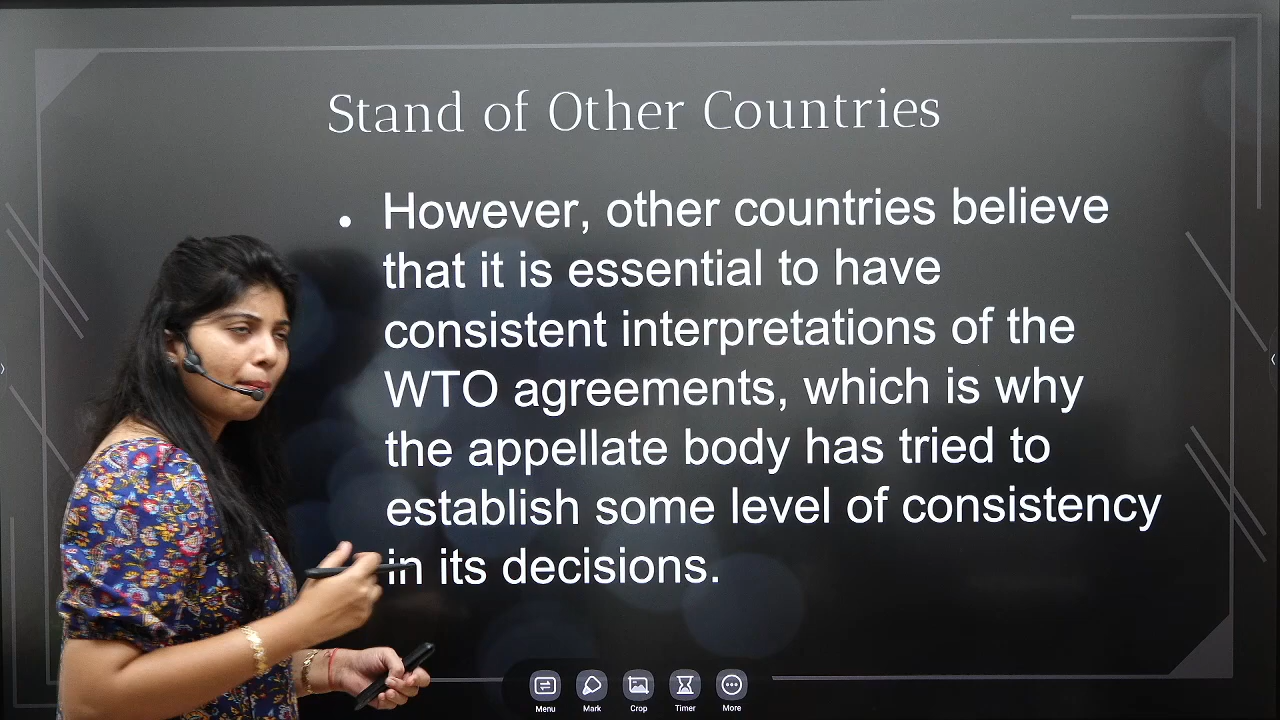 Stand of Other Countries
• However, other countries believe
that it is essential to have
consistent interpretations of the
WTO agreements, which is why
the appellate body has tried to
establish some level of consistency
in its decisions.
Menu Mark Crop Timer More